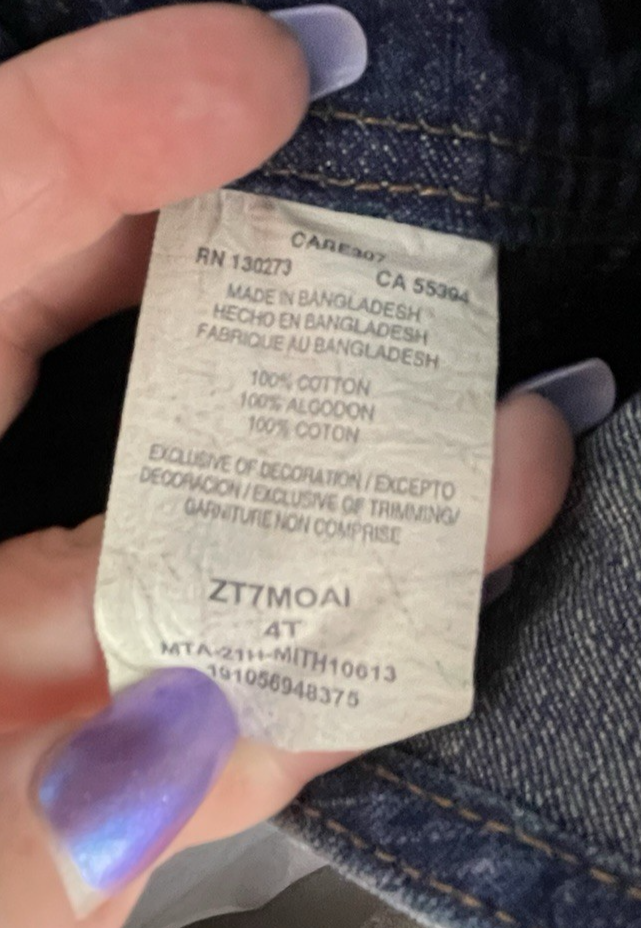 CARE307
RN 130273 CA 55394
MADE IN BANGLADESH
HECHO EN BANGLADESH
FABRIQUE AU BANGLADESH
100% COTTON
100% ALGODON
100% COTON
EXCLUSIVE OF DECORATION / EXCEPTO
DECORACION / EXCLUSIVE OF TRIMMING/
GARNITURE NON COMPRISE
ZT7MOAI
4T
MTA-21H-MITH10613
191056948375